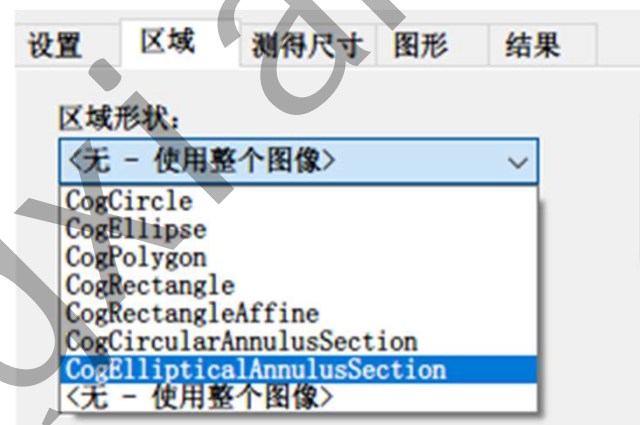 设置 区域 测得尺寸 图形 结果
区域形状:
<无 - 使用整个图像>
CogCircle
CogEllipse
CogPolygon
CogRectangle
CogRectangleAffine
CogCircularAnnulusSection
CogEllipticalAnnulusSection
<无 - 使用整个图像>